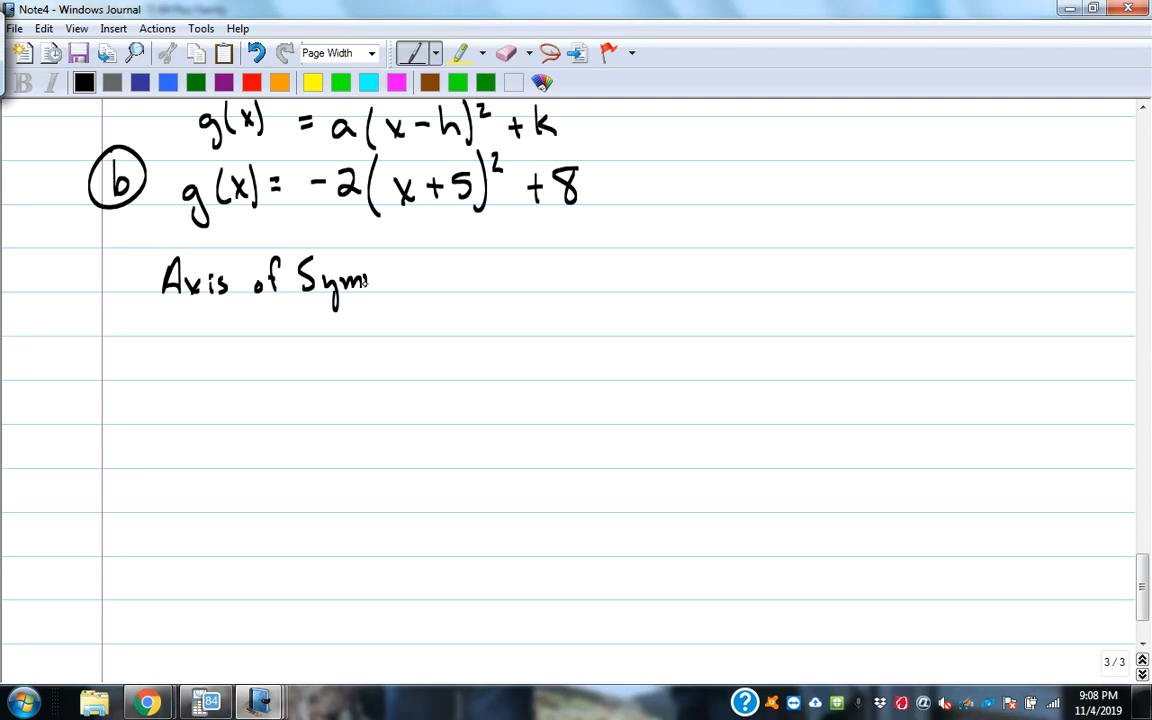 Note4 - Windows Journal
File Edit View Insert Actions Tools Help
Page Width
B I
g(x) = a(x-h)² + k
b g(x) = -2(x+5)² + 8
Axis of Sym
3 / 3
84
9:08 PM
11/4/2019